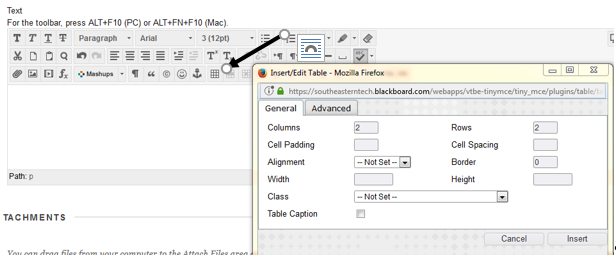 Text
For the toolbar, press ALT+F10 (PC) or ALT+FN+F10 (Mac).
T T T T Paragraph Arial 3 (12pt)
Mashups
Path: p
Insert/Edit Table - Mozilla Firefox
https://southeasterntech.blackboard.com/webapps/vtbe-tinymce/tiny_mce/plugins/table/t
General Advanced
Columns 2 Rows 2
Cell Padding Cell Spacing
Alignment -- Not Set -- Border 0
Width Height
Class -- Not Set --
Table Caption
Cancel Insert
TACHMENTS
You can drag files from your computer to the Attach Files area